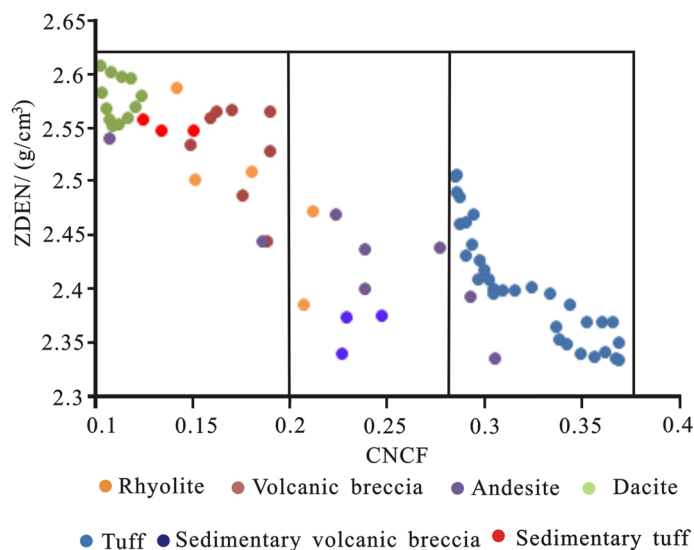 2.65
2.6
2.55
2.5
2.45
2.4
2.35
2.3
ZDEN/ (g/cm³)
0.1 0.15 0.2 0.25 0.3 0.35 0.4
CNCF
Rhyolite Volcanic breccia Andesite Dacite
Tuff Sedimentary volcanic breccia Sedimentary tuff